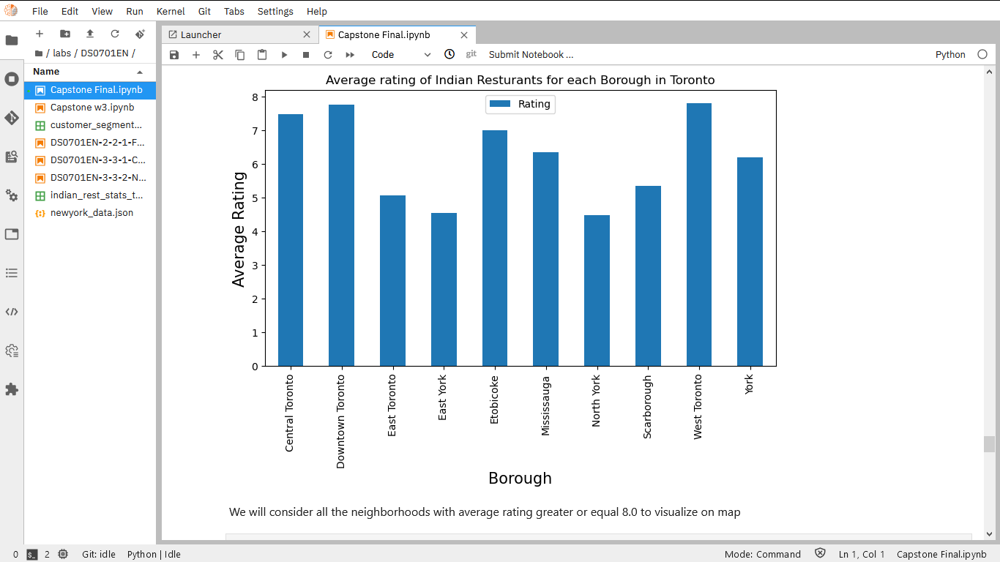 File Edit View Run Kernel Git Tabs Settings Help
/ labs / DS0701EN /
Name
Capstone Final.ipynb
Capstone w3.ipynb
customer_segment...
DS0701EN-2-2-1-F...
DS0701EN-3-3-1-C...
DS0701EN-3-3-2-N...
indian_rest_stats_t...
newyork_data.json
Launcher
Capstone Final.ipynb
Code
git
Submit Notebook ...
Python
Average rating of Indian Resturants for each Borough in Toronto
Rating
Average Rating
8
7
6
5
4
3
2
1
0
Central Toronto
Downtown Toronto
East Toronto
East York
Etobicoke
Mississauga
North York
Scarborough
West Toronto
York
Borough
We will consider all the neighborhoods with average rating greater or equal 8.0 to visualize on map
0 $_ 2 Git: idle Python | Idle Mode: Command Ln 1, Col 1 Capstone Final.ipynb